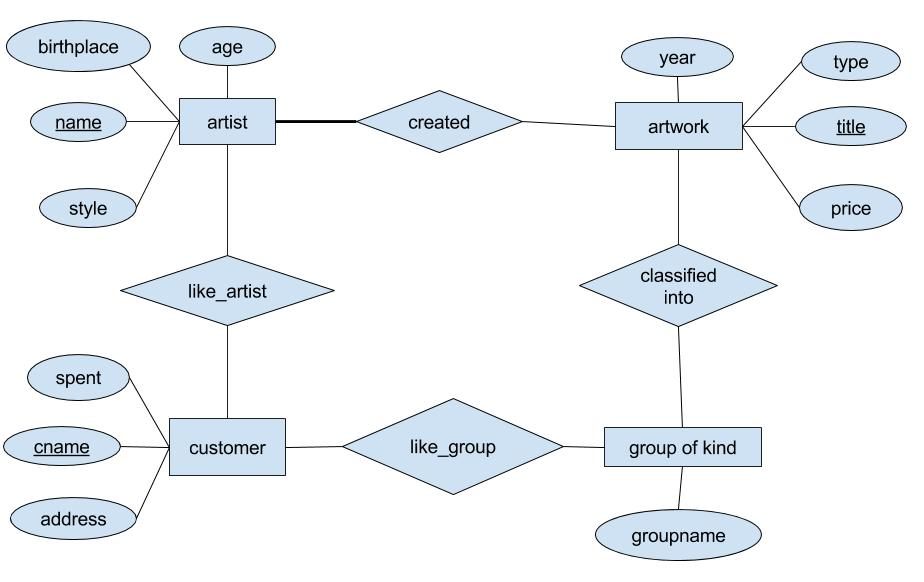 birthplace
age
year
type
name
artist
created
artwork
title
style
price
like_artist
classified
into
spent
cname
customer
like_group
group of kind
address
groupname